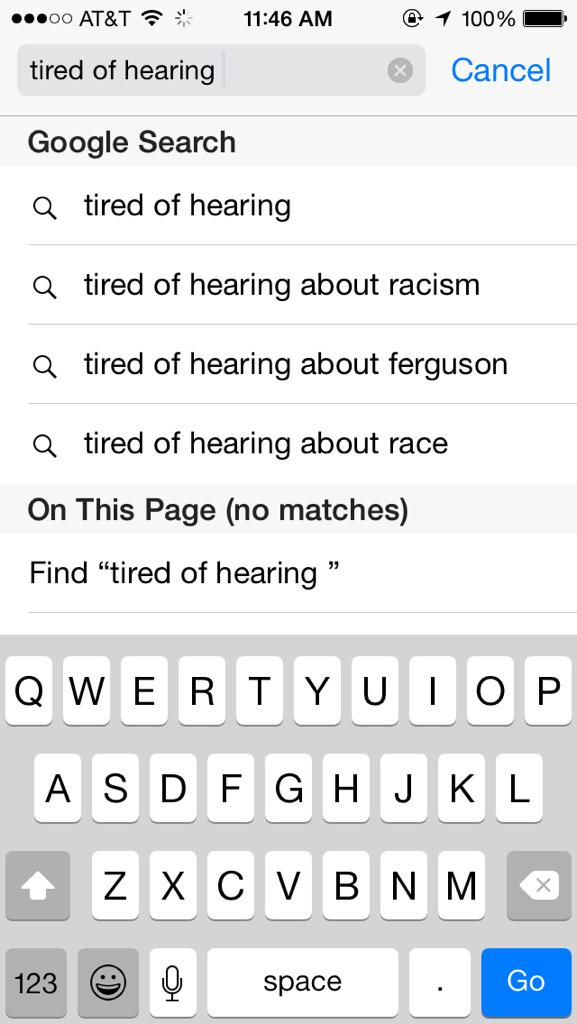 AT&T 11:46 AM 100%
tired of hearing Cancel
Google Search
tired of hearing
tired of hearing about racism
tired of hearing about ferguson
tired of hearing about race
On This Page (no matches)
Find “tired of hearing ”
Q W E R T Y U I O P
A S D F G H J K L
Z X C V B N M
123 space . Go